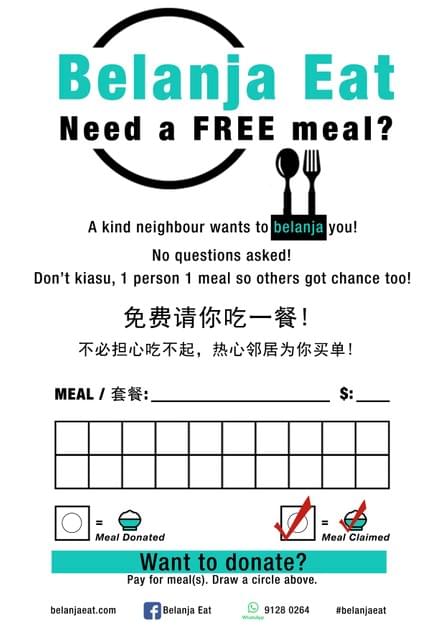 Belanja Eat
Need a FREE meal?
A kind neighbour wants to belanja you!
No questions asked!
Don't kiasu, 1 person 1 meal so others got chance too!
免费请你吃一餐!
不必担心吃不起，热心邻居为你买单!
MEAL / 套餐: $:
= Meal Donated = Meal Claimed
Want to donate?
Pay for meal(s). Draw a circle above.
belanjaeat.com Belanja Eat WhatsApp 9128 0264 #belanjaeat